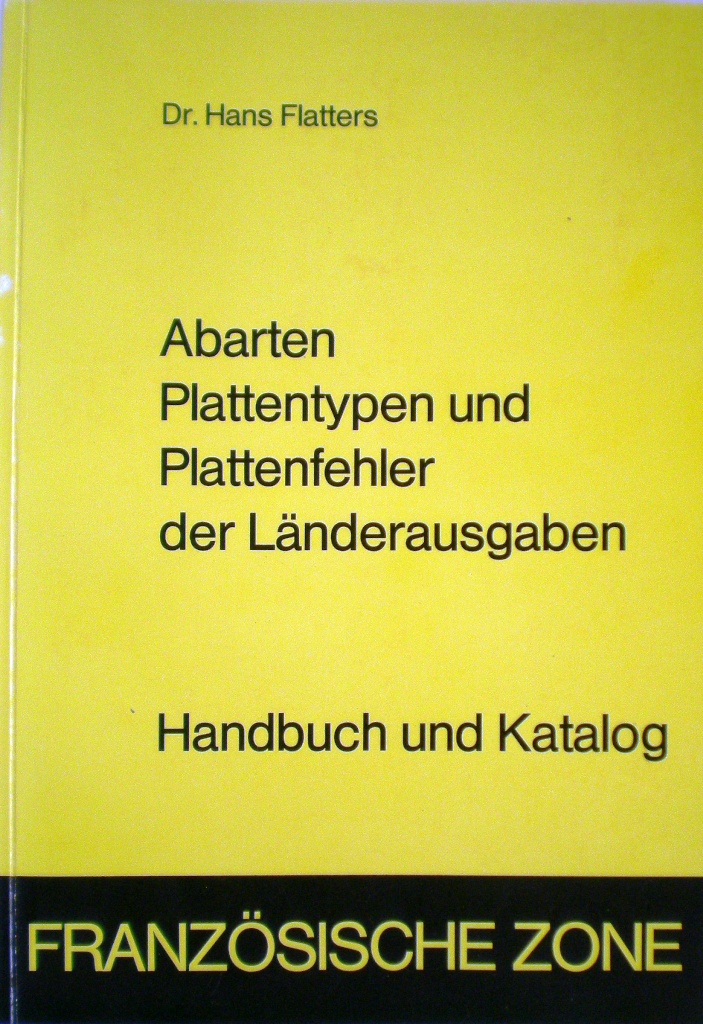 Dr. Hans Flatters
Abarten
Plattentypen und
Plattenfehler
der Länderausgaben
Handbuch und Katalog
FRANZÖSISCHE ZONE